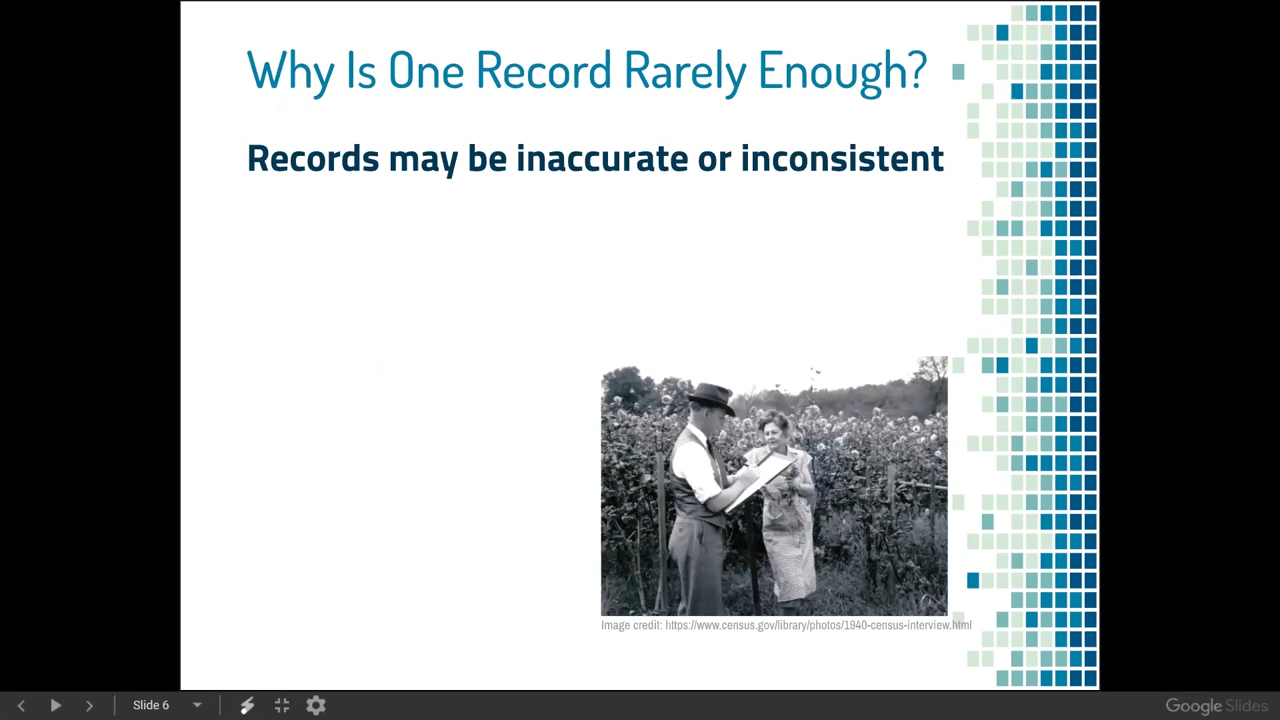 Why Is One Record Rarely Enough?
Records may be inaccurate or inconsistent
Image credit: https://www.census.gov/library/photos/1940-census-interview.html
Slide 6
Google Slides